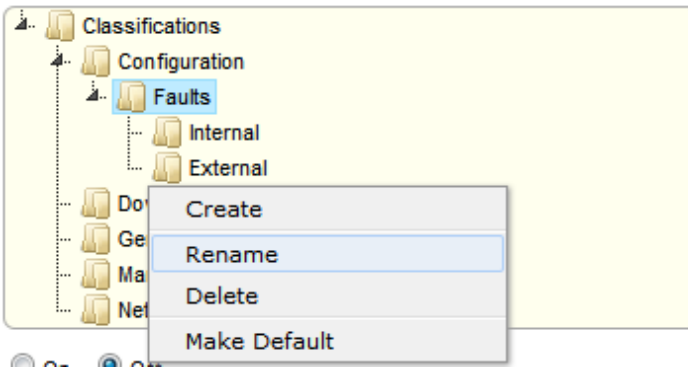 Classifications
Configuration
Faults
Internal
External
Create
Rename
Delete
Make Default